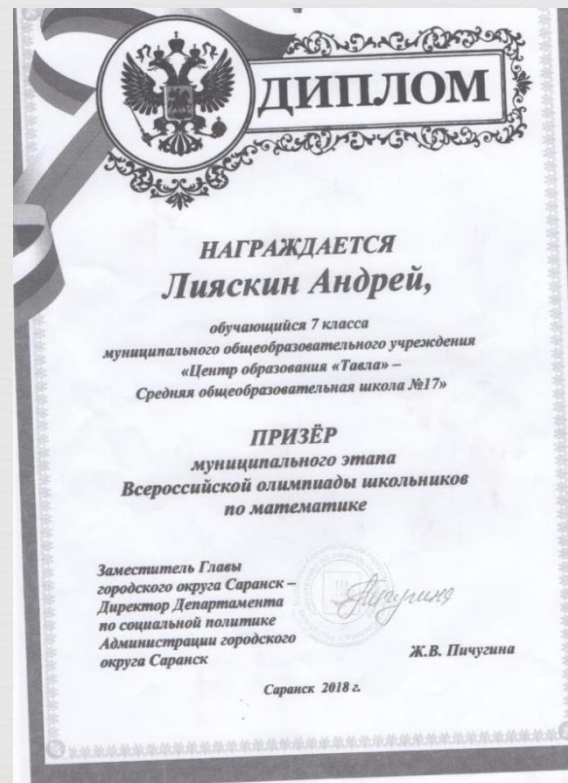 ДИПЛОМ
НАГРАЖДАЕТСЯ
Лияскин Андрей,
обучающийся 7 класса
муниципального общеобразовательного учреждения
«Центр образования «Тавла» –
Средняя общеобразовательная школа №17»
ПРИЗЁР
муниципального этапа
Всероссийской олимпиады школьников
по математике
Заместитель Главы
городского округа Саранск –
Директор Департамента
по социальной политике
Администрации городского
округа Саранск
Ж.В. Пичугина
Саранск 2018 г.